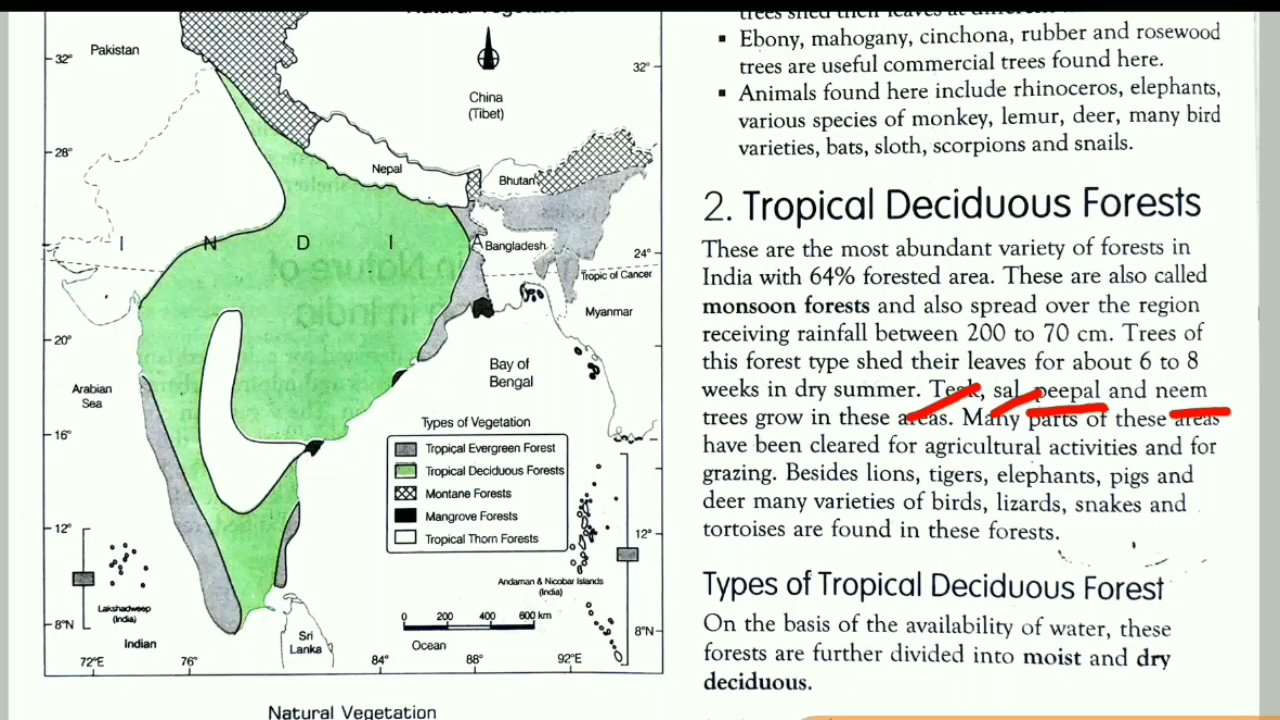 Natural Vegetation
Pakistan
32°
32°
China
(Tibet)
28°
Nepal
Bhutan
I N D I A
Bangladesh
24°
Tropic of Cancer
Myanmar
20°
Bay of
Bengal
Arabian
Sea
16°
Types of Vegetation
Tropical Evergreen Forest
Tropical Deciduous Forests
Montane Forests
Mangrove Forests
Tropical Thorn Forests
12°
12°
Lakshadweep
(India)
Andaman & Nicobar Islands
(India)
0 200 400 600 km
8°N
8°N
Indian
Sri
Lanka
Ocean
72°E 76° 84° 88° 92°E
Natural Vegetation
trees shed their leaves at
▪ Ebony, mahogany, cinchona, rubber and rosewood
trees are useful commercial trees found here.
▪ Animals found here include rhinoceros, elephants,
various species of monkey, lemur, deer, many bird
varieties, bats, sloth, scorpions and snails.
2. Tropical Deciduous Forests
These are the most abundant variety of forests in
India with 64% forested area. These are also called
monsoon forests and also spread over the region
receiving rainfall between 200 to 70 cm. Trees of
this forest type shed their leaves for about 6 to 8
weeks in dry summer. Teak, sal, peepal and neem
trees grow in these areas. Many parts of these areas
have been cleared for agricultural activities and for
grazing. Besides lions, tigers, elephants, pigs and
deer many varieties of birds, lizards, snakes and
tortoises are found in these forests.
Types of Tropical Deciduous Forest
On the basis of the availability of water, these
forests are further divided into moist and dry
deciduous.